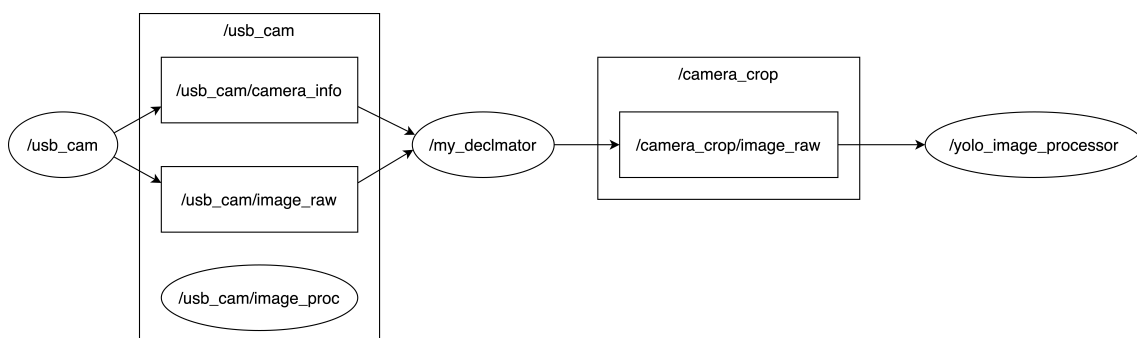 /usb_cam
/usb_cam
/usb_cam/camera_info
/usb_cam/image_raw
/usb_cam/image_proc
/my_declmator
/camera_crop
/camera_crop/image_raw
/yolo_image_processor